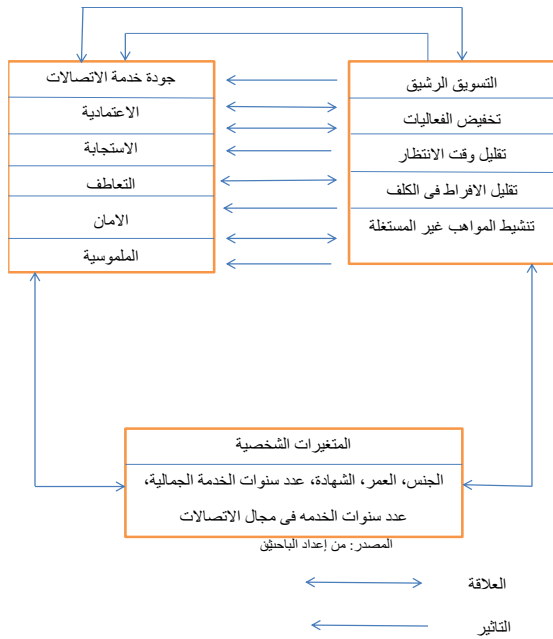 التسويق الرشيق
تخفيض الفعاليات
تقليل وقت الانتظار
تقليل الافراط في الكلف
تنشيط المواهب غير المستغلة
جودة خدمة الاتصالات
الاعتمادية
الاستجابة
التعاطف
الامان
الملموسية
المتغيرات الشخصية
الجنس، العمر، الشهادة، عدد سنوات الخدمة الجمالية،
عدد سنوات الخدمه في مجال الاتصالات
المصدر: من إعداد الباحثين
العلاقة
التاثير